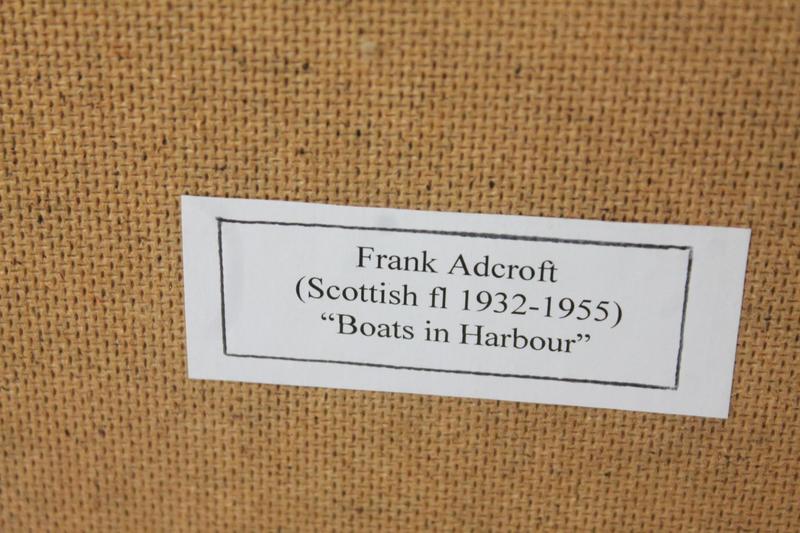 Frank Adcroft
(Scottish fl 1932-1955)
“Boats in Harbour”